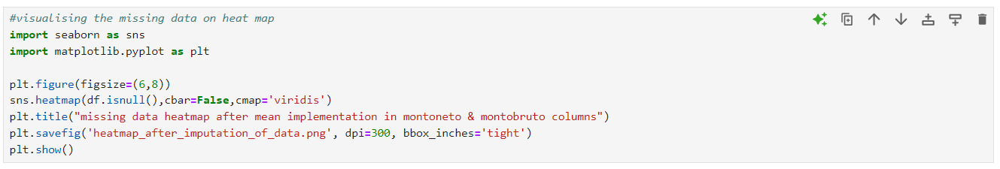 #visualising the missing data on heat map
import seaborn as sns
import matplotlib.pyplot as plt
plt.figure(figsize=(6,8))
sns.heatmap(df.isnull(),cbar=False,cmap='viridis')
plt.title("missing data heatmap after mean implementation in montoneto & montobruto columns")
plt.savefig('heatmap_after_imputation_of_data.png', dpi=300, bbox_inches='tight')
plt.show()